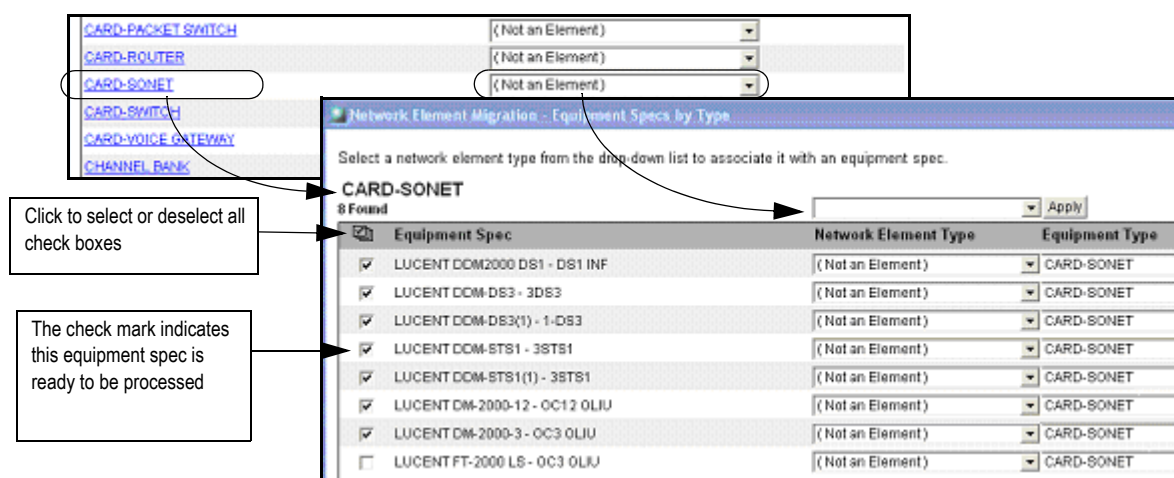 CARD-PACKET SWITCH (Not an Element)
CARD-ROUTER (Not an Element)
CARD-SONET (Not an Element)
CARD-SWITCH
CARD-VOICE GATEWAY
CHANNEL BANK
Network Element Migration - Equipment Specs by Type
Select a network element type from the drop-down list to associate it with an equipment spec.
CARD-SONET
8 Found
Apply
Equipment Spec Network Element Type Equipment Type
LUCENT DDM2000 DS1 - DS1 INF (Not an Element) CARD-SONET
LUCENT DDM-DS3 - 3DS3 (Not an Element) CARD-SONET
LUCENT DDM-DS3(1) - 1-DS3 (Not an Element) CARD-SONET
LUCENT DDM-STS1 - 3STS1 (Not an Element) CARD-SONET
LUCENT DDM-STS1(1) - 3STS1 (Not an Element) CARD-SONET
LUCENT DM-2000-12 - OC12 OLIU (Not an Element) CARD-SONET
LUCENT DM-2000-3 - OC3 OLIU (Not an Element) CARD-SONET
LUCENT FT-2000 LS - OC3 OLIU (Not an Element) CARD-SONET
Click to select or deselect all
check boxes
The check mark indicates
this equipment spec is
ready to be processed